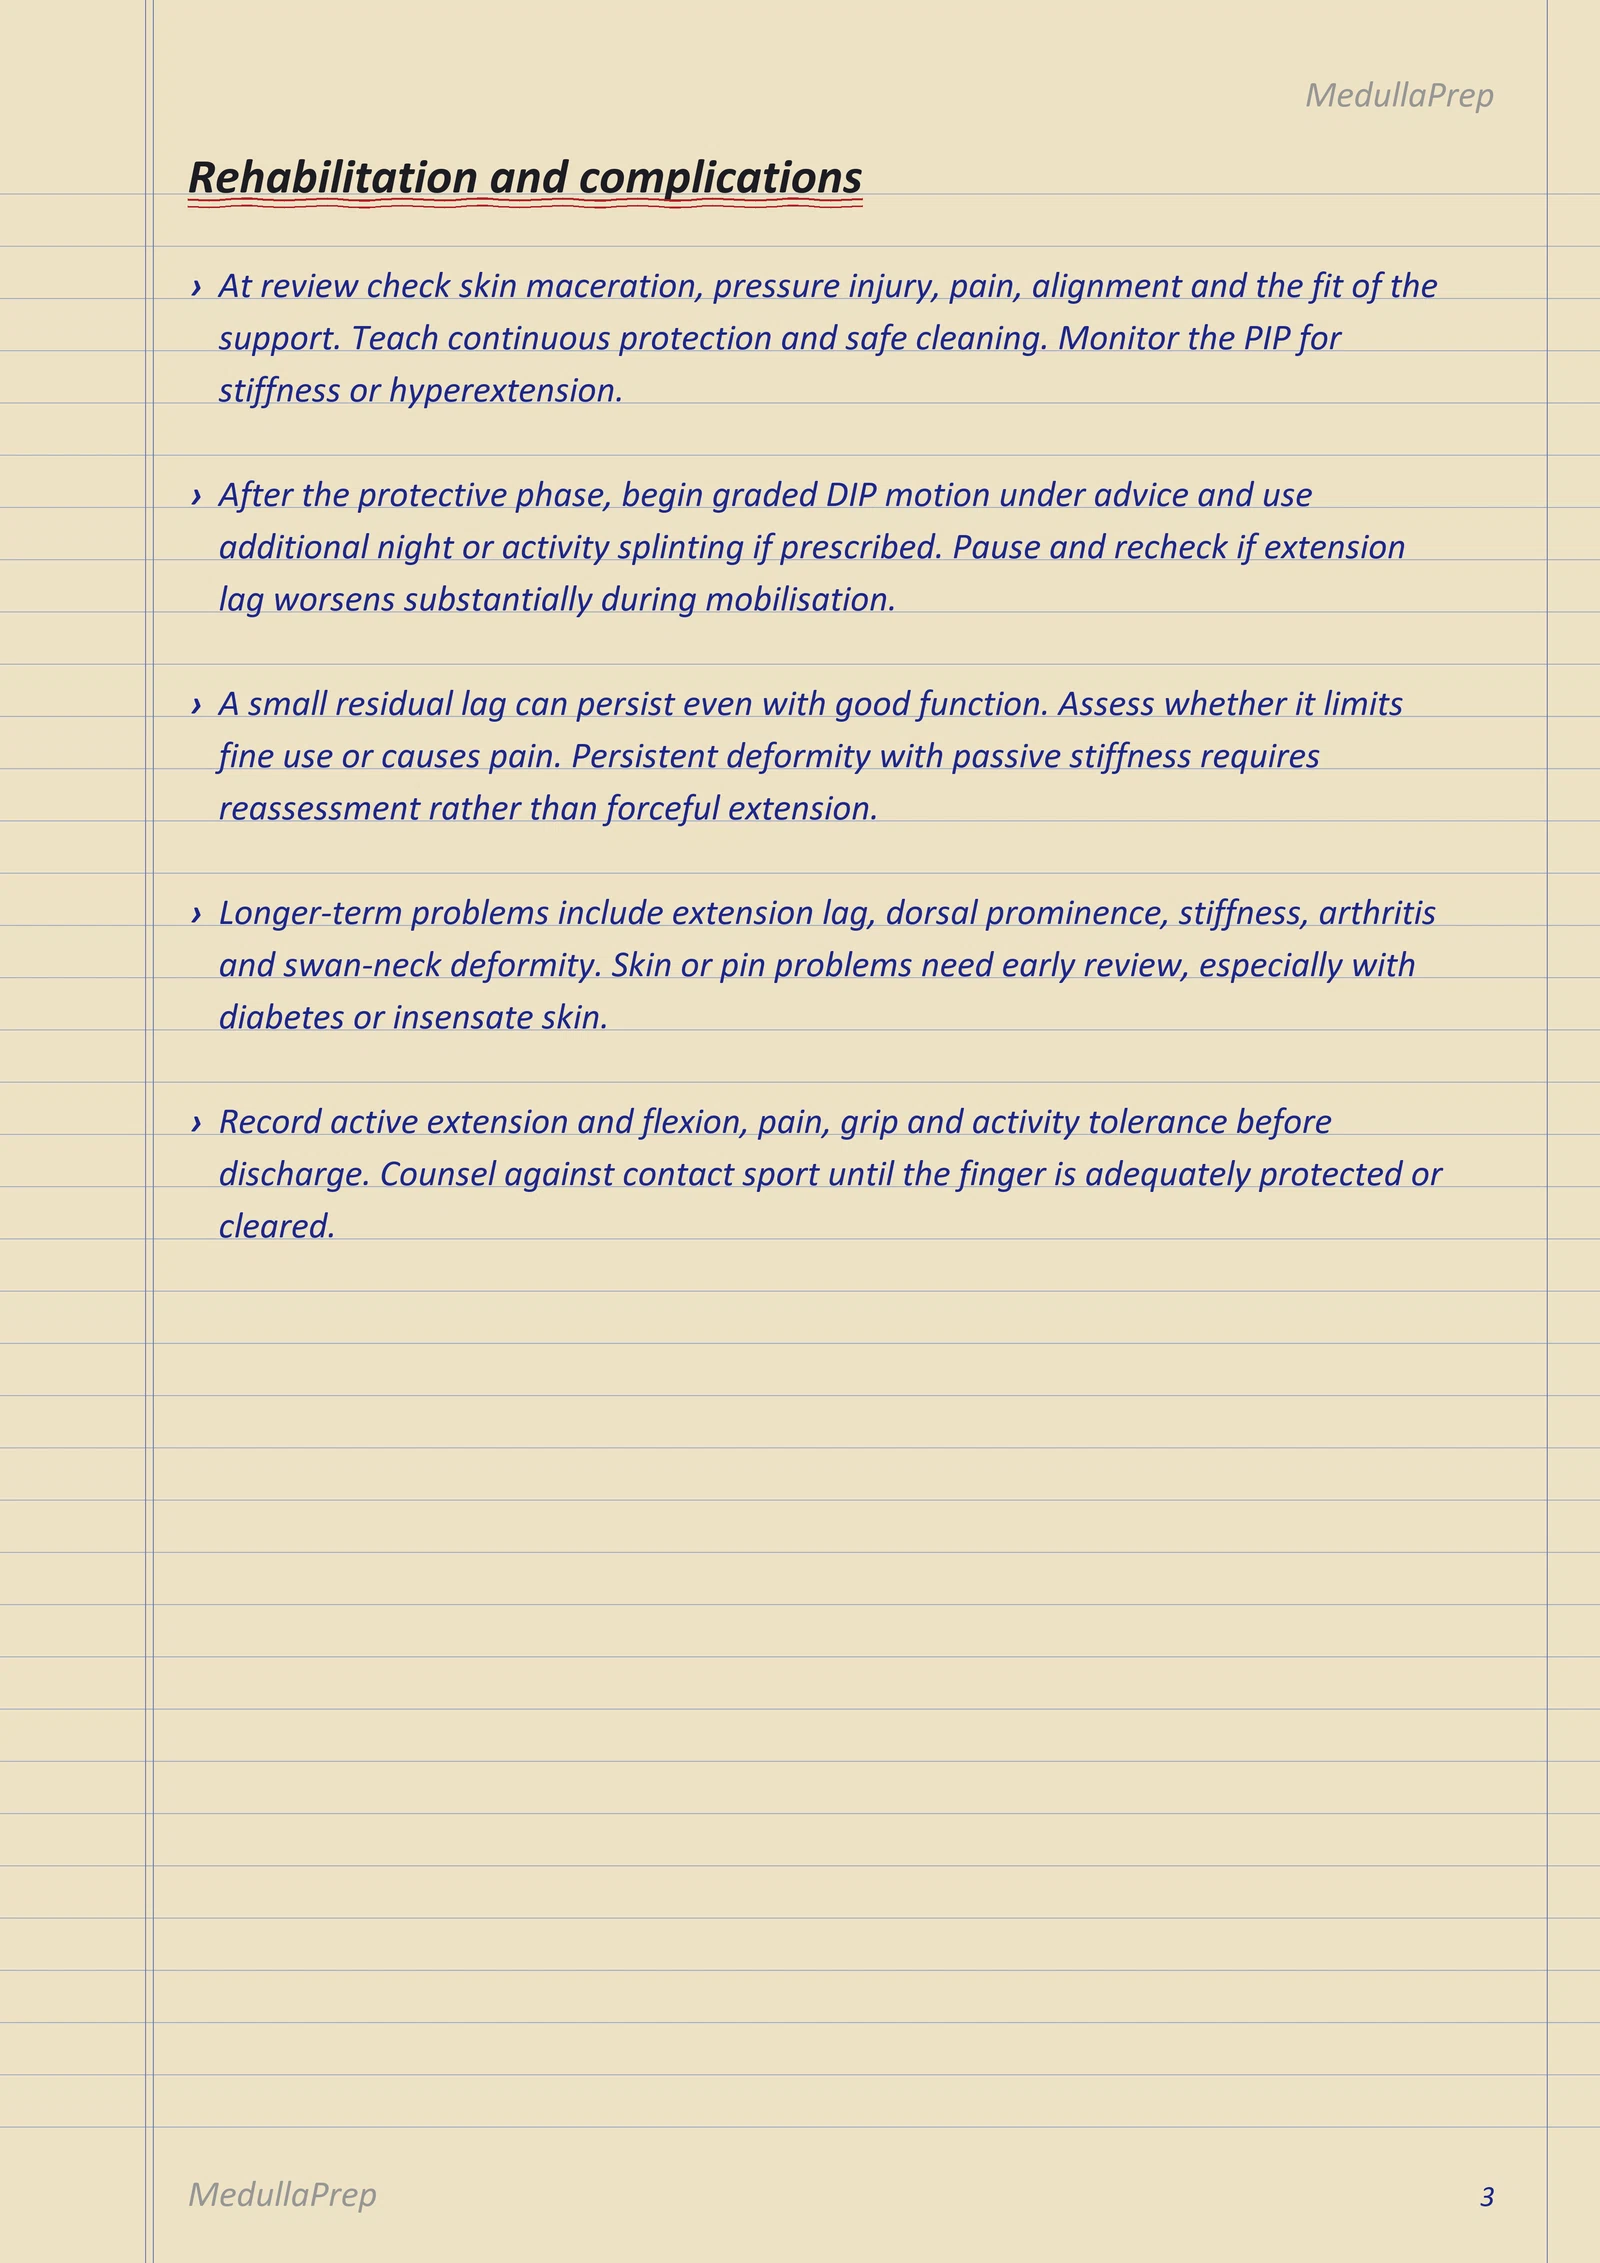 MedullaPrep
Rehabilitation and complications
› At review check skin maceration, pressure injury, pain, alignment and the fit of the
support. Teach continuous protection and safe cleaning. Monitor the PIP for
stiffness or hyperextension.
› After the protective phase, begin graded DIP motion under advice and use
additional night or activity splinting if prescribed. Pause and recheck if extension
lag worsens substantially during mobilisation.
› A small residual lag can persist even with good function. Assess whether it limits
fine use or causes pain. Persistent deformity with passive stiffness requires
reassessment rather than forceful extension.
› Longer-term problems include extension lag, dorsal prominence, stiffness, arthritis
and swan-neck deformity. Skin or pin problems need early review, especially with
diabetes or insensate skin.
› Record active extension and flexion, pain, grip and activity tolerance before
discharge. Counsel against contact sport until the finger is adequately protected or
cleared.
MedullaPrep
3